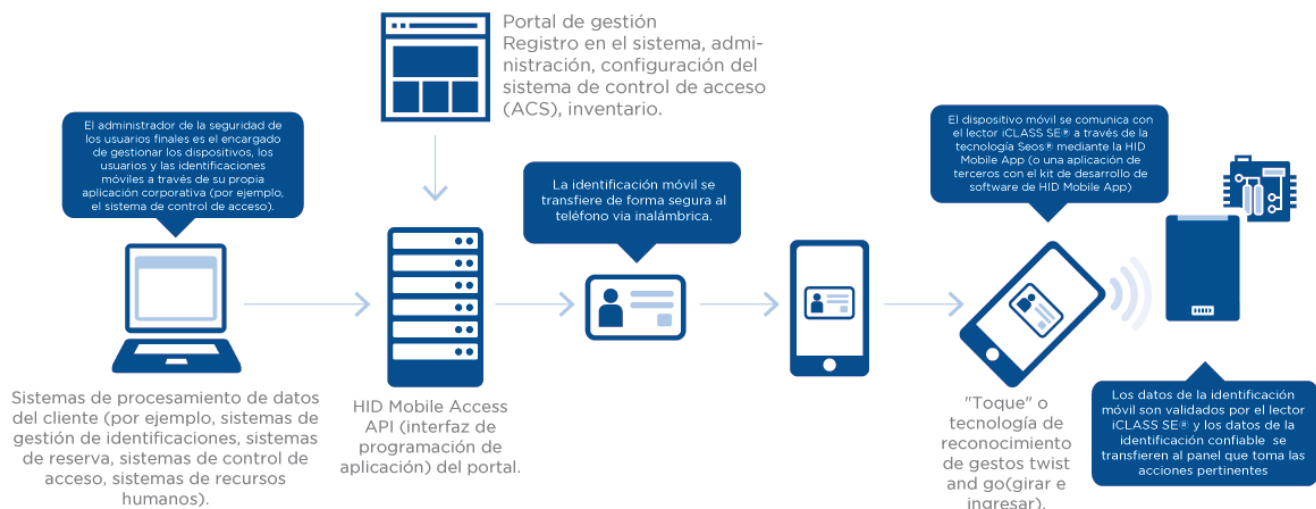 Portal de gestión
Registro en el sistema, admi-
nistración, configuración del
sistema de control de acceso
(ACS), inventario.
El administrador de la seguridad de
los usuarios finales es el encargado
de gestionar los dispositivos, los
usuarios y las identificaciones
móviles a través de su propia
aplicación corporativa (por ejemplo,
el sistema de control de acceso).
La identificación móvil se
transfiere de forma segura al
teléfono via inalámbrica.
El dispositivo móvil se comunica con
el lector iCLASS SE® a través de la
tecnología Seos® mediante la HID
Mobile App (o una aplicación de
terceros con el kit de desarrollo de
software de HID Mobile App)
Sistemas de procesamiento de datos
del cliente (por ejemplo, sistemas de
gestión de identificaciones, sistemas
de reserva, sistemas de control de
acceso, sistemas de recursos
humanos).
HID Mobile Access
API (interfaz de
programación de
aplicación) del portal.
"Toque" o
tecnología de
reconocimiento
de gestos twist
and go(girar e
ingresar).
Los datos de la identificación
móvil son validados por el lector
iCLASS SE® y los datos de la
identificación confiable se
transfieren al panel que toma las
acciones pertinentes